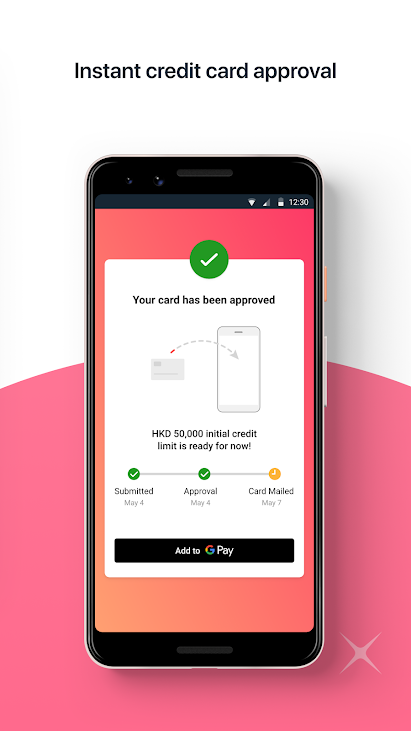 Instant credit card approval
12:30
Your card has been approved
HKD 50,000 initial credit
limit is ready for now!
Submitted Approval Card Mailed
May 4 May 4 May 7
Add to G Pay